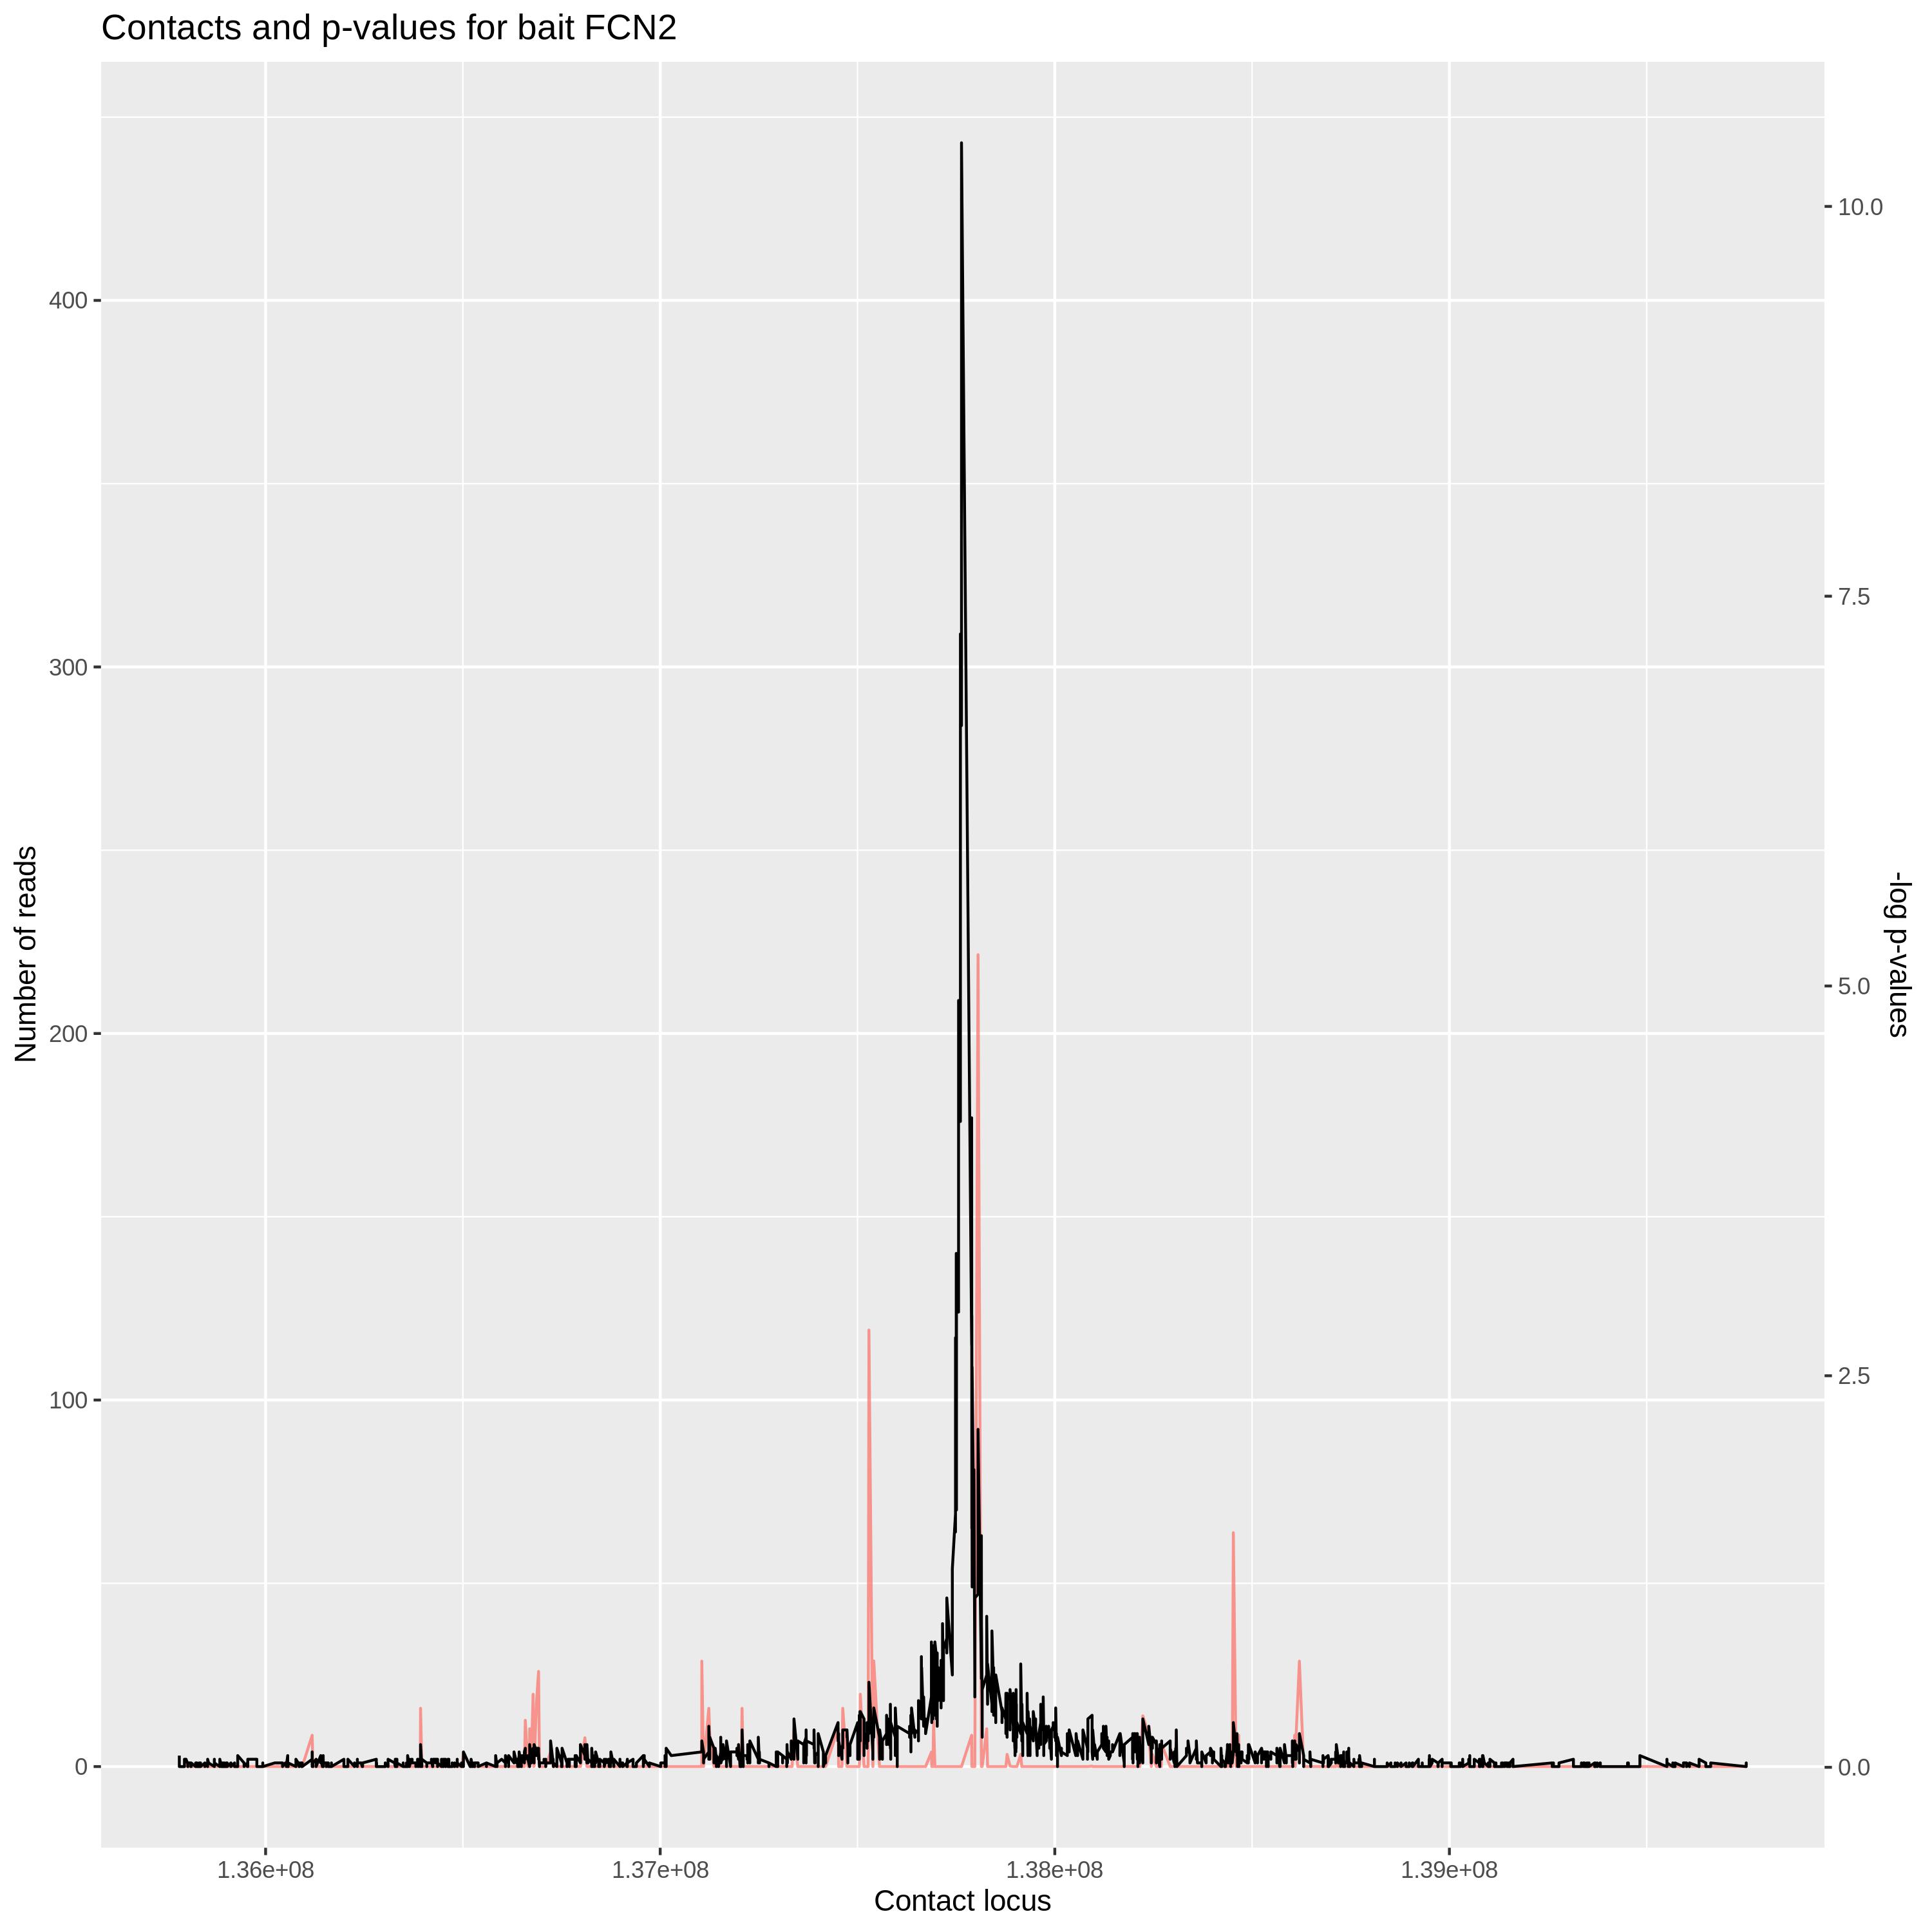 Contacts and p-values for bait FCN2
10.0
400
7.5
300
Number of reads
-log p-values
5.0
200
2.5
100
0
0.0
1.36e+08
1.37e+08
1.38e+08
1.39e+08
Contact locus